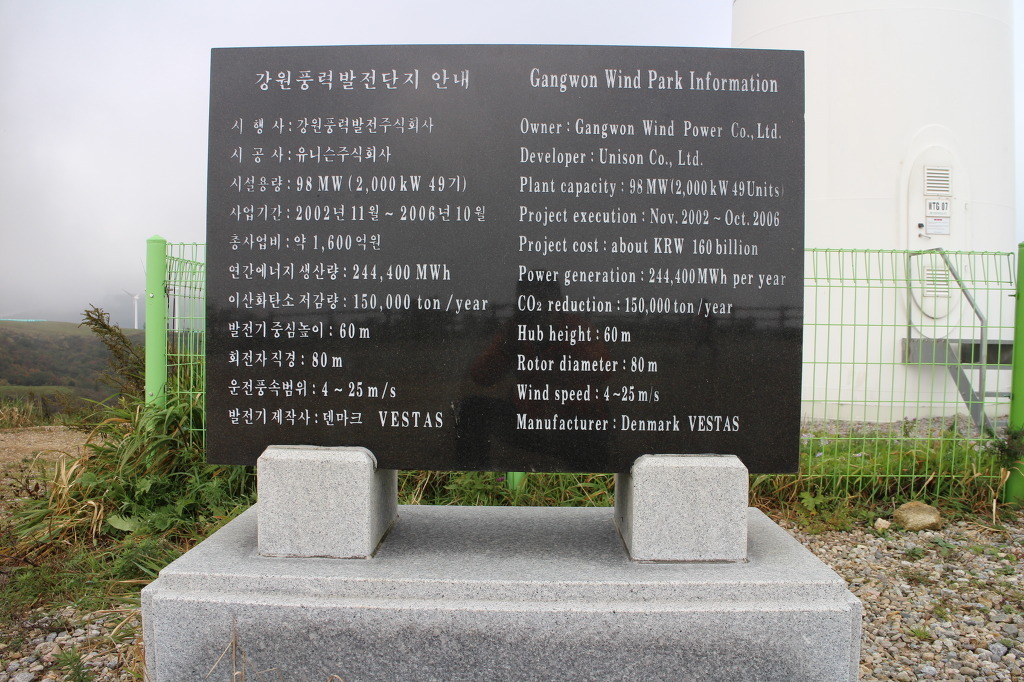 강원풍력발전단지 안내
시 행 사 : 강원풍력발전주식회사
시 공 사 : 유니슨주식회사
시설용량 : 98 MW (2,000 kW 49기)
사업기간 : 2002년 11월 ~ 2006년 10월
총사업비 : 약 1,600억원
연간에너지 생산량 : 244,400 MWh
이산화탄소 저감량 : 150,000 ton / year
발전기 중심높이 : 60 m
회전자 직경 : 80 m
운전풍속범위 : 4 ~ 25 m/s
발전기 제작사 : 덴마크 VESTAS
Gangwon Wind Park Information
Owner : Gangwon Wind Power Co., Ltd.
Developer : Unison Co., Ltd.
Plant capacity : 98 MW (2,000 kW 49 Units)
Project execution : Nov. 2002 ~ Oct. 2006
Project cost : about KRW 160 billion
Power generation : 244,400 MWh per year
CO₂ reduction : 150,000 ton / year
Hub height : 60 m
Rotor diameter : 80 m
Wind speed : 4 ~ 25 m/s
Manufacturer : Denmark VESTAS
WTG 07